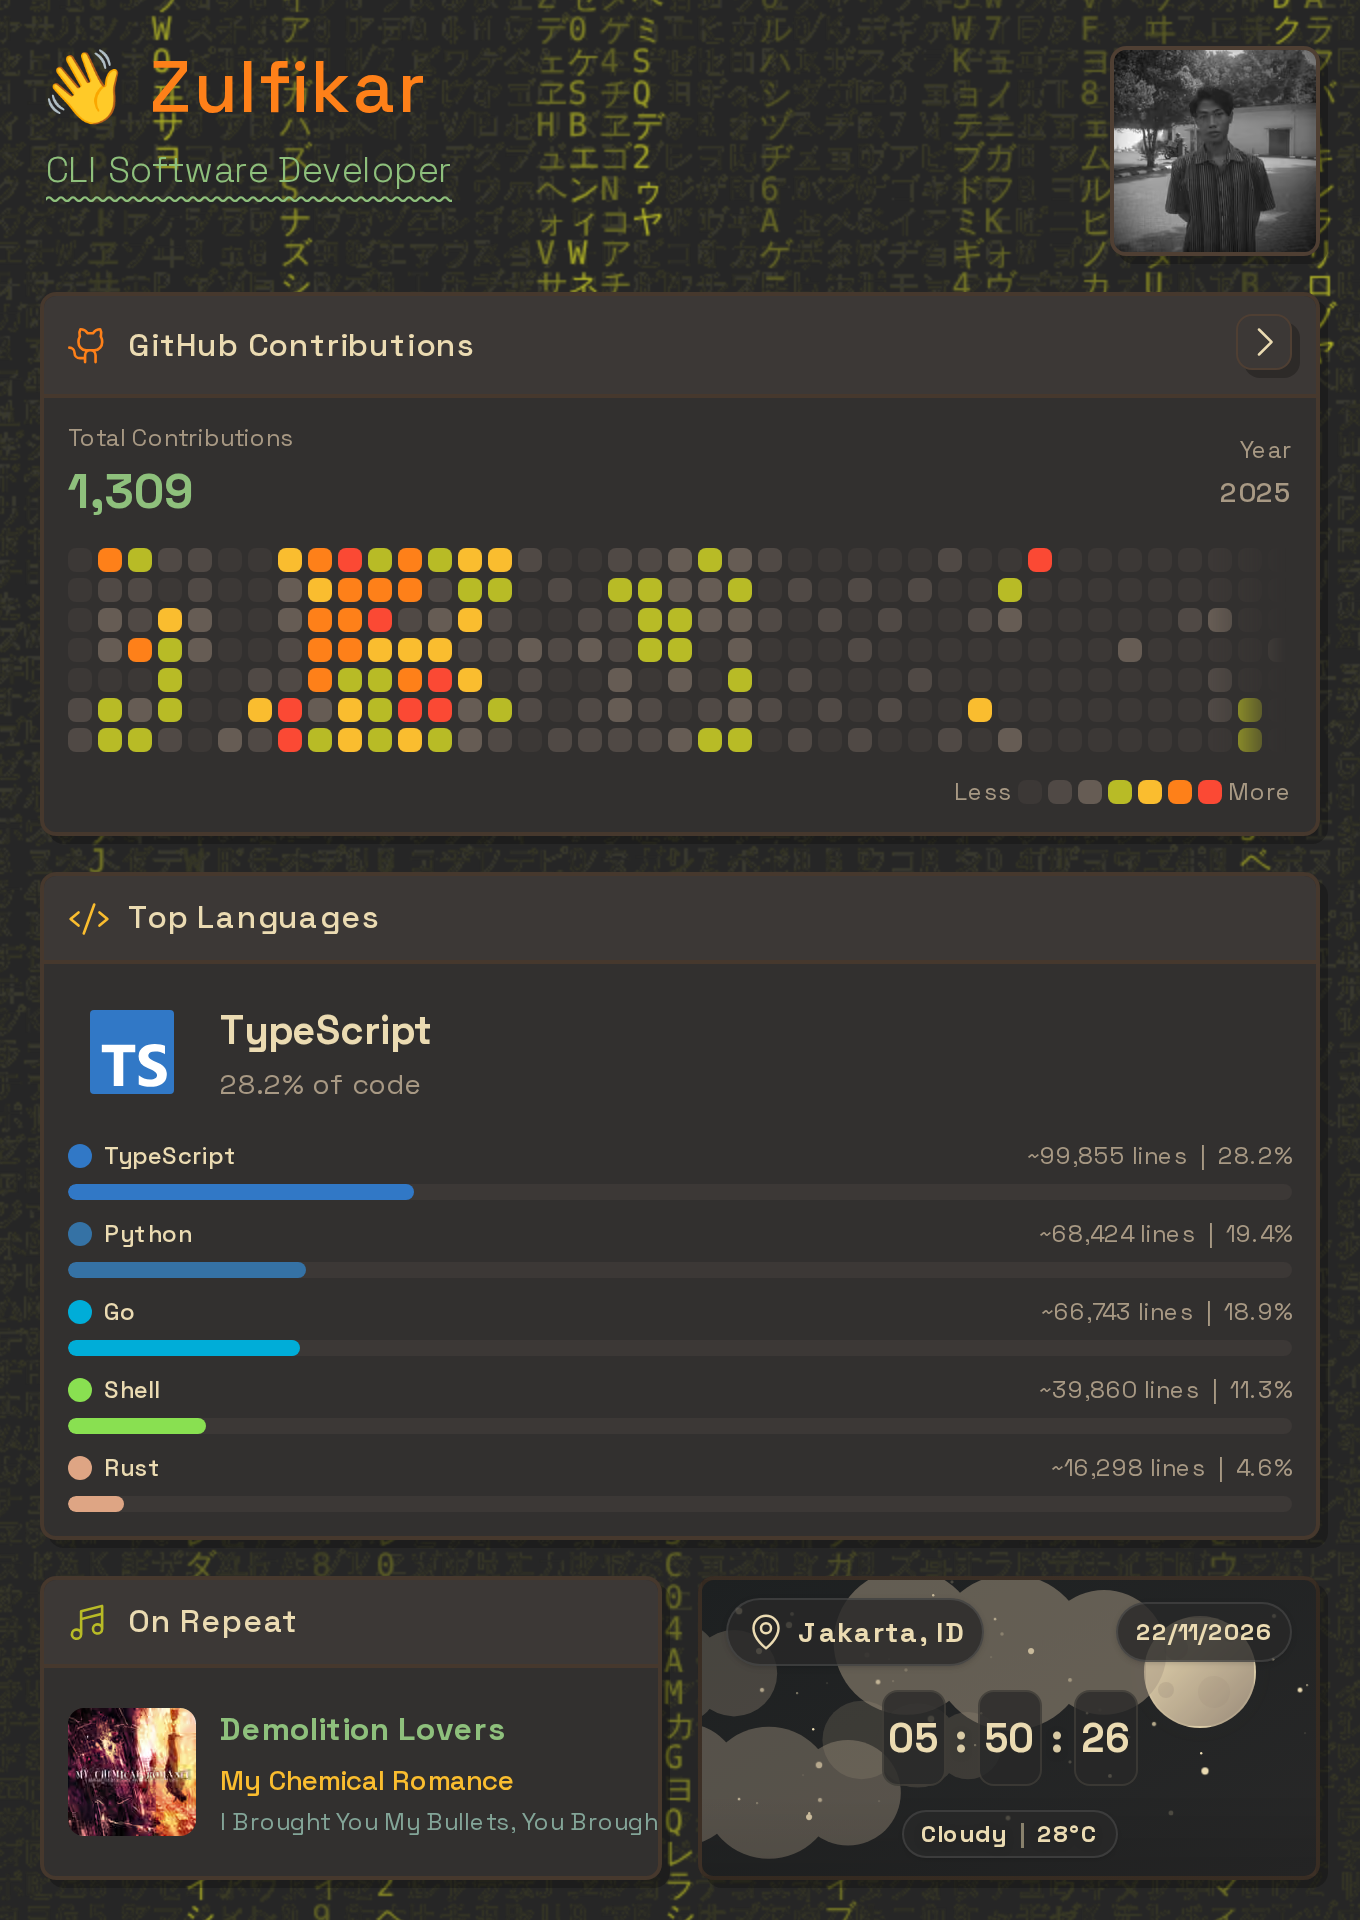 👋 Zulfikar
CLI Software Developer
GitHub Contributions
Total Contributions
1,309
Year
2025
Less More
Top Languages
TS
TypeScript
28.2% of code
TypeScript ~99,855 lines | 28.2%
Python ~68,424 lines | 19.4%
Go ~66,743 lines | 18.9%
Shell ~39,860 lines | 11.3%
Rust ~16,298 lines | 4.6%
On Repeat
MY CHEMICAL ROMANCE
Demolition Lovers
My Chemical Romance
I Brought You My Bullets, You Brough
Jakarta, ID
22/11/2026
05 : 50 : 26
Cloudy | 28°C